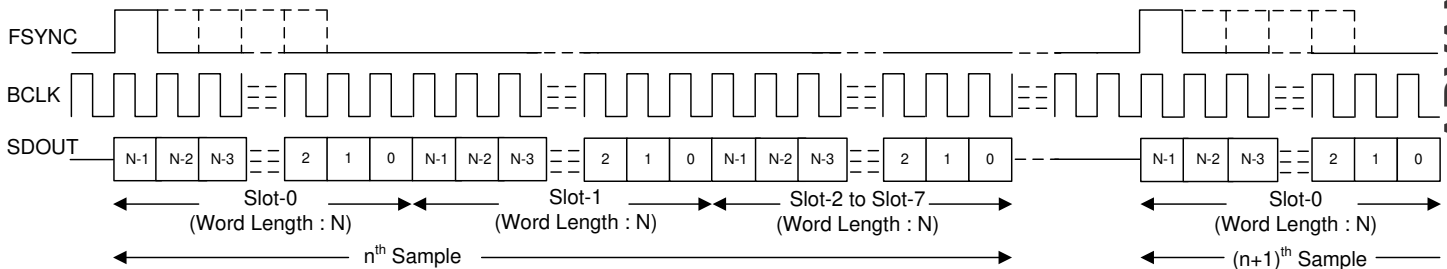 FSYNC
BCLK
SDOUT
N-1 N-2 N-3 2 1 0 N-1 N-2 N-3 2 1 0 N-1 N-2 N-3 2 1 0 N-1 N-2 N-3 2 1 0
Slot-0 Slot-1 Slot-2 to Slot-7 Slot-0
(Word Length : N) (Word Length : N) (Word Length : N) (Word Length : N)
nth Sample (n+1)th Sample